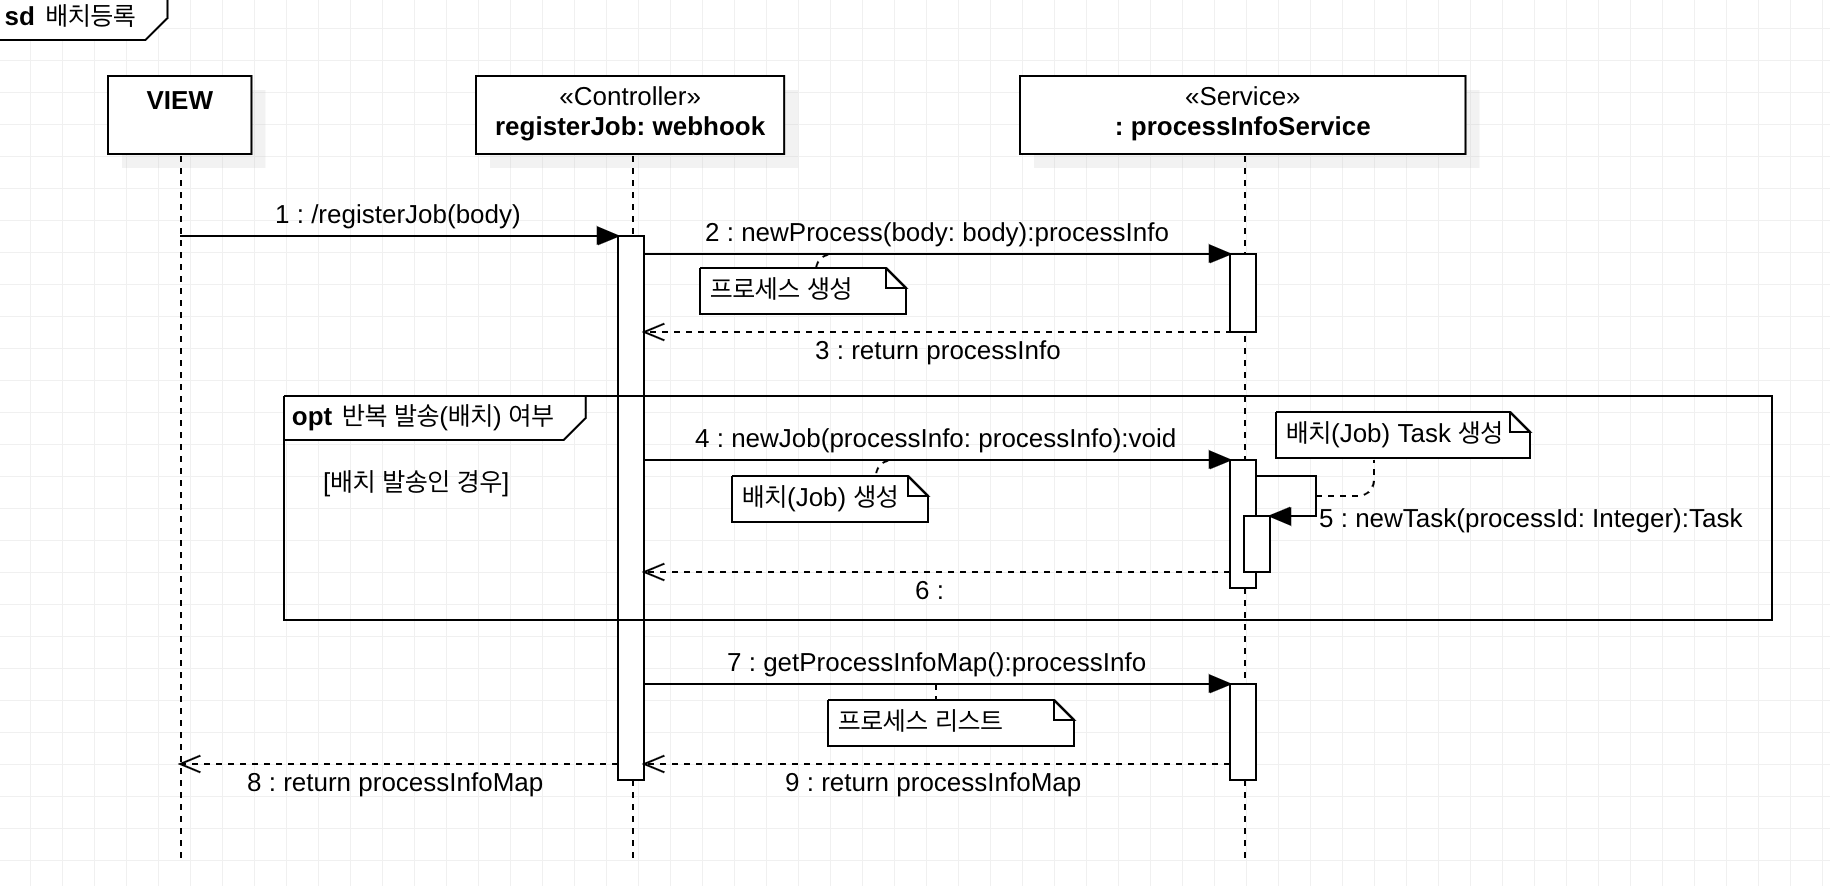 sd 배치등록
VIEW
«Controller»
registerJob: webhook
«Service»
: processInfoService
1 : /registerJob(body)
2 : newProcess(body: body):processInfo
프로세스 생성
3 : return processInfo
opt 반복 발송(배치) 여부
[배치 발송인 경우]
4 : newJob(processInfo: processInfo):void
배치(Job) 생성
배치(Job) Task 생성
5 : newTask(processId: Integer):Task
6 :
7 : getProcessInfoMap():processInfo
프로세스 리스트
8 : return processInfoMap
9 : return processInfoMap